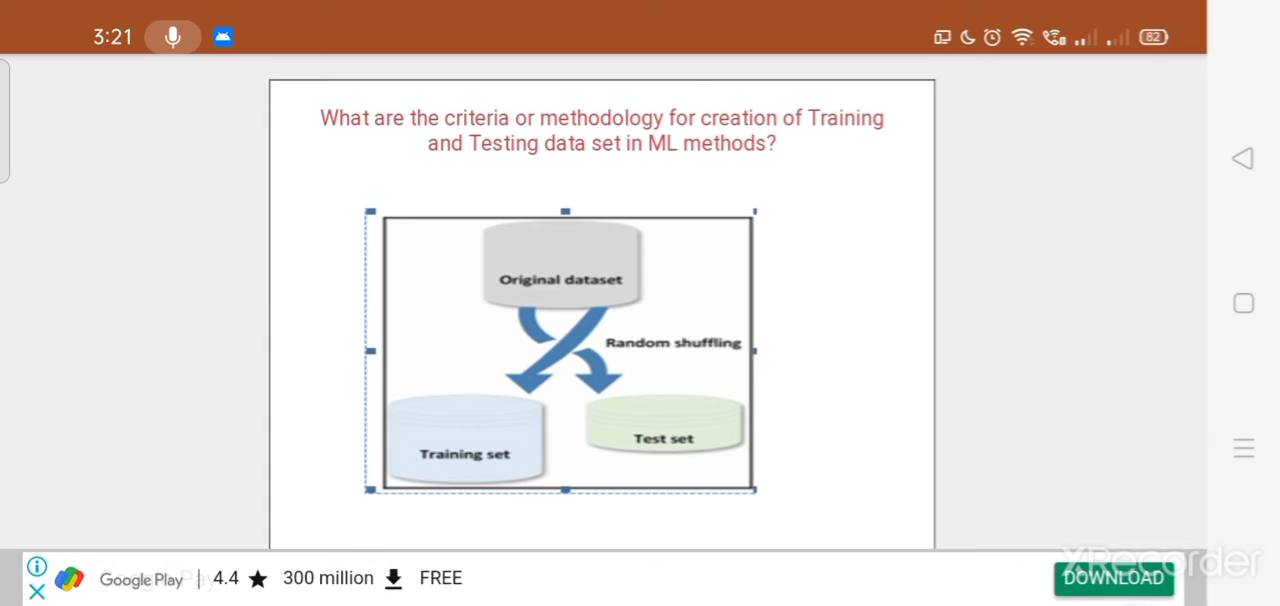 3:21
82
What are the criteria or methodology for creation of Training
and Testing data set in ML methods?
Original dataset
Random shuffling
Training set
Test set
XRecorder
Google Play | 4.4 ★ 300 million FREE
DOWNLOAD